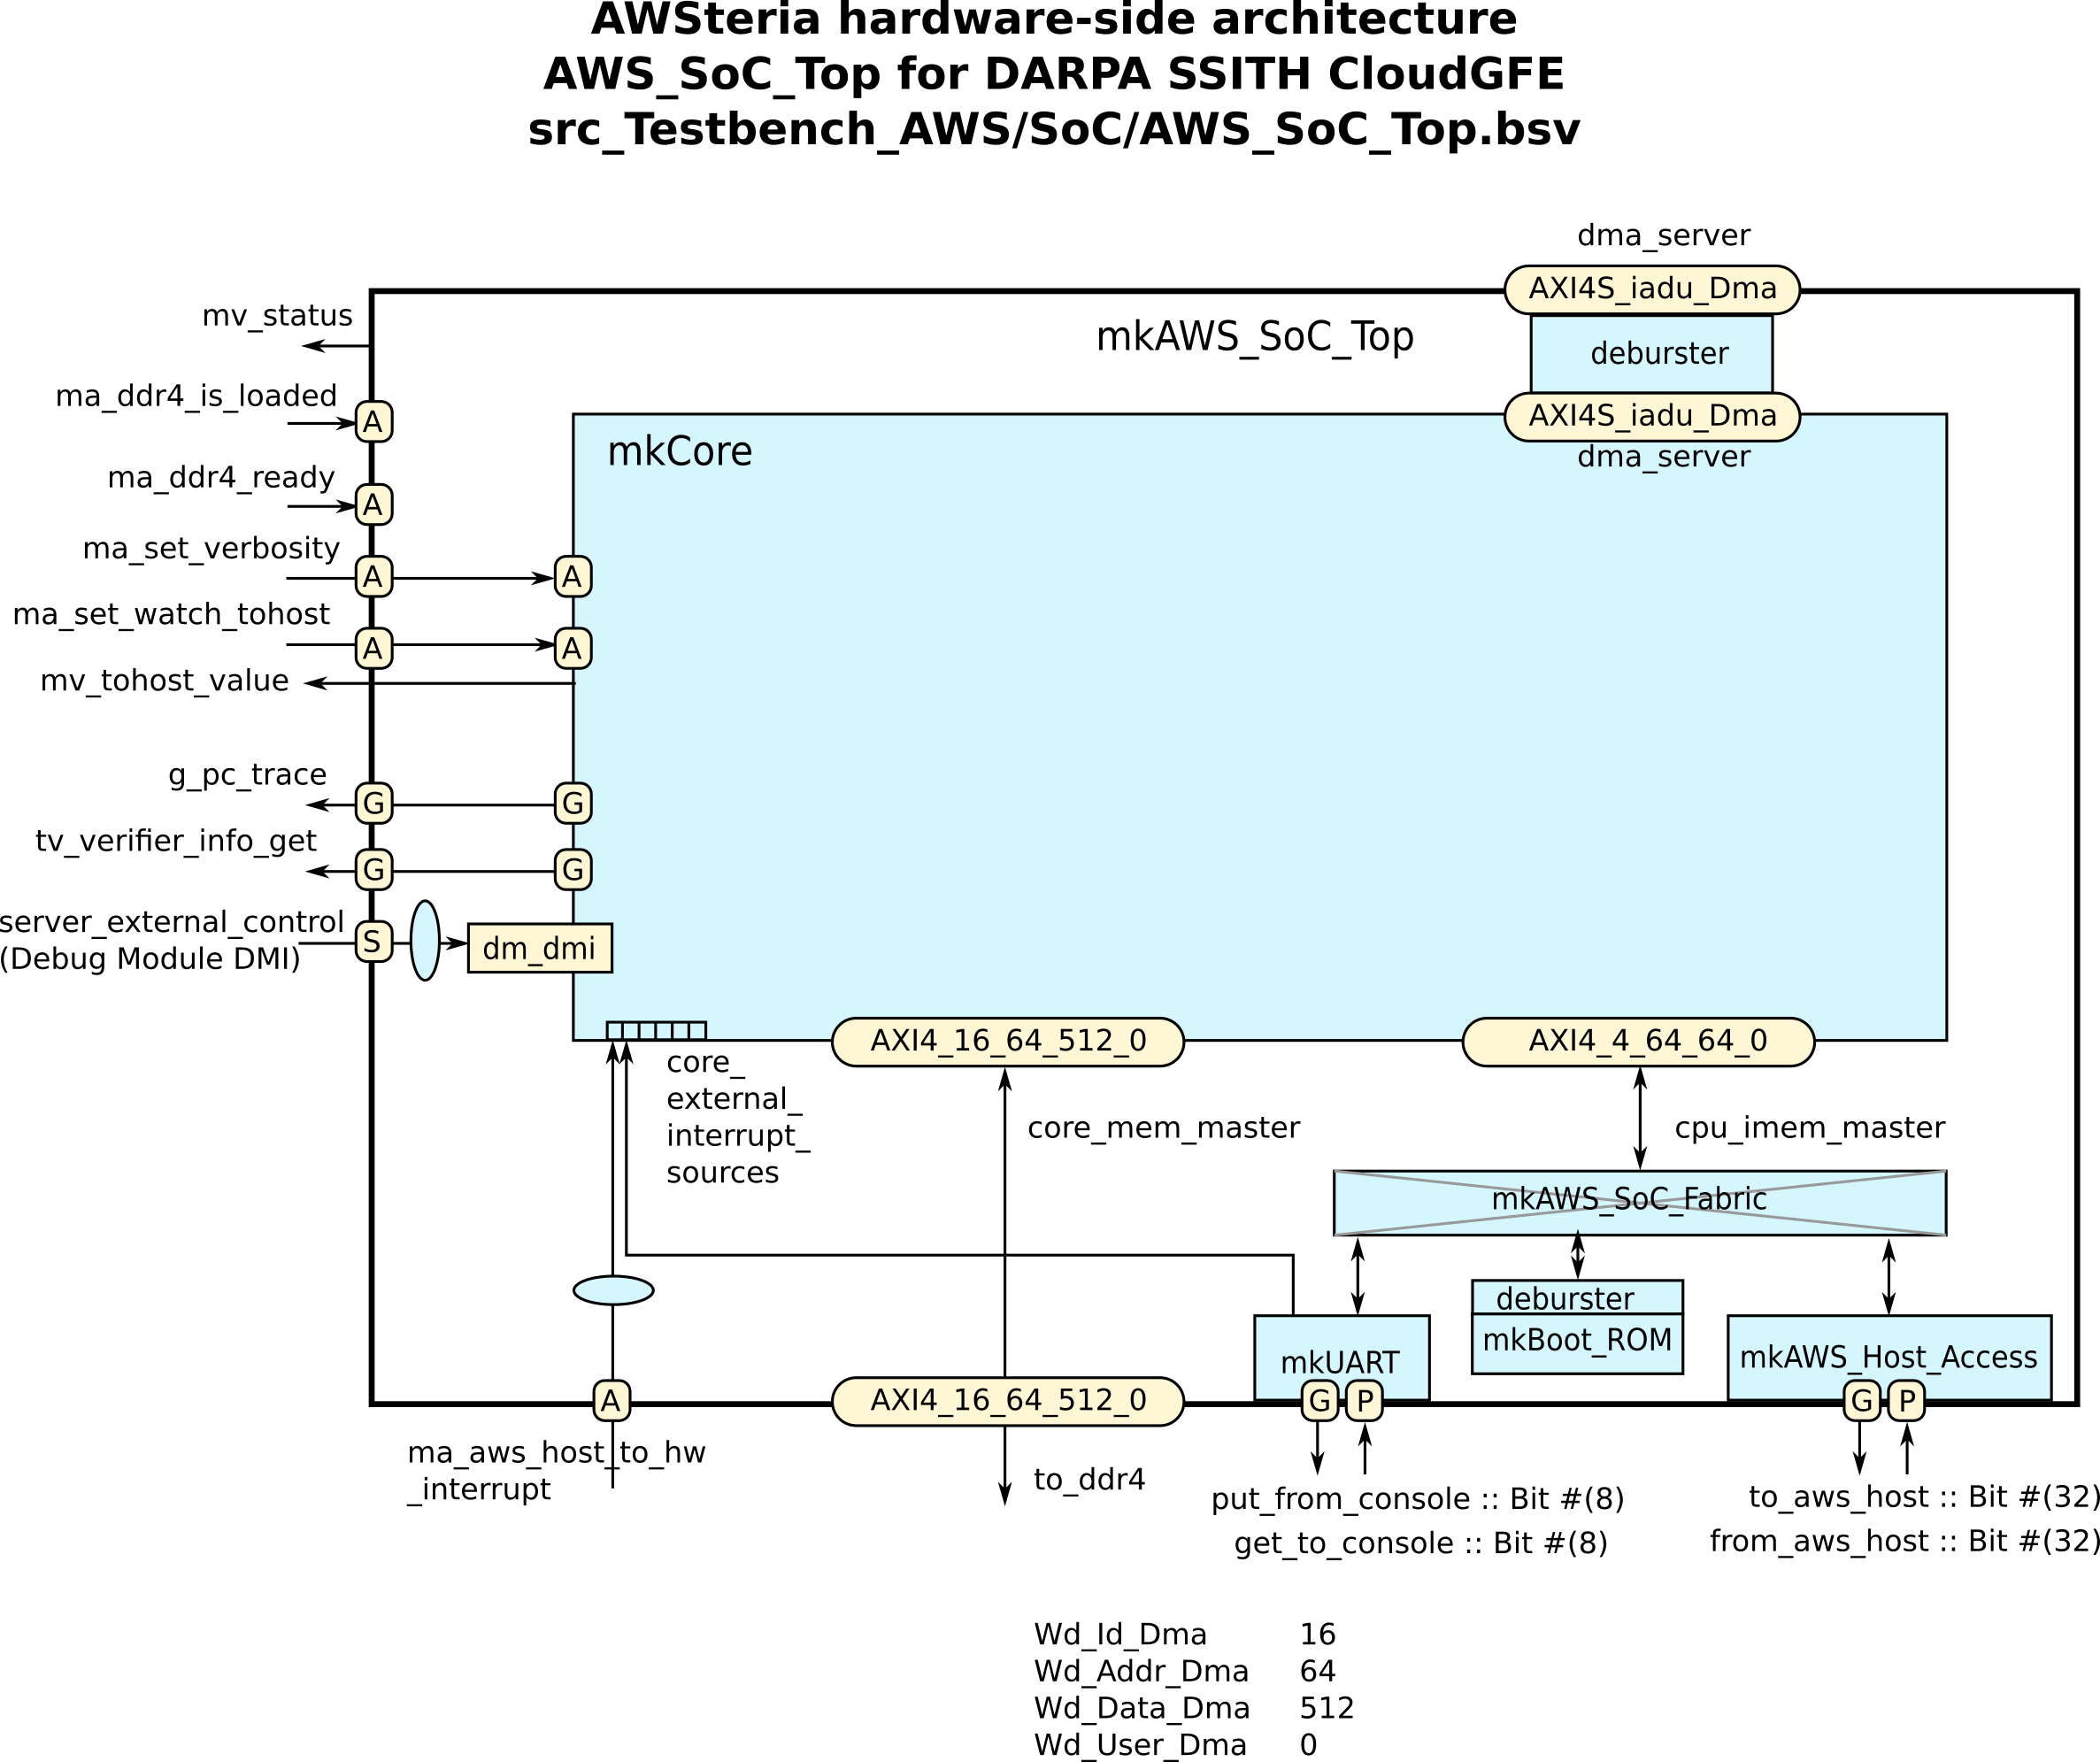 AWSteria hardware-side architecture
AWS_SoC_Top for DARPA SSITH CloudGFE
src_Testbench_AWS/SoC/AWS_SoC_Top.bsv
dma_server
AXI4S_iadu_Dma
mv_status
mkAWS_SoC_Top
deburster
ma_ddr4_is_loaded
A
AXI4S_iadu_Dma
mkCore
dma_server
ma_ddr4_ready
A
ma_set_verbosity
A
A
ma_set_watch_tohost
A
A
mv_tohost_value
g_pc_trace
G
G
tv_verifier_info_get
G
G
server_external_control
(Debug Module DMI)
S
dm_dmi
AXI4_16_64_512_0
AXI4_4_64_64_0
core_
external_
interrupt_
sources
core_mem_master
cpu_imem_master
mkAWS_SoC_Fabric
deburster
mkBoot_ROM
mkUART
mkAWS_Host_Access
A
AXI4_16_64_512_0
G
P
G
P
ma_aws_host_to_hw
_interrupt
to_ddr4
put_from_console :: Bit #(8)
get_to_console :: Bit #(8)
to_aws_host :: Bit #(32)
from_aws_host :: Bit #(32)
Wd_Id_Dma 16
Wd_Addr_Dma 64
Wd_Data_Dma 512
Wd_User_Dma 0